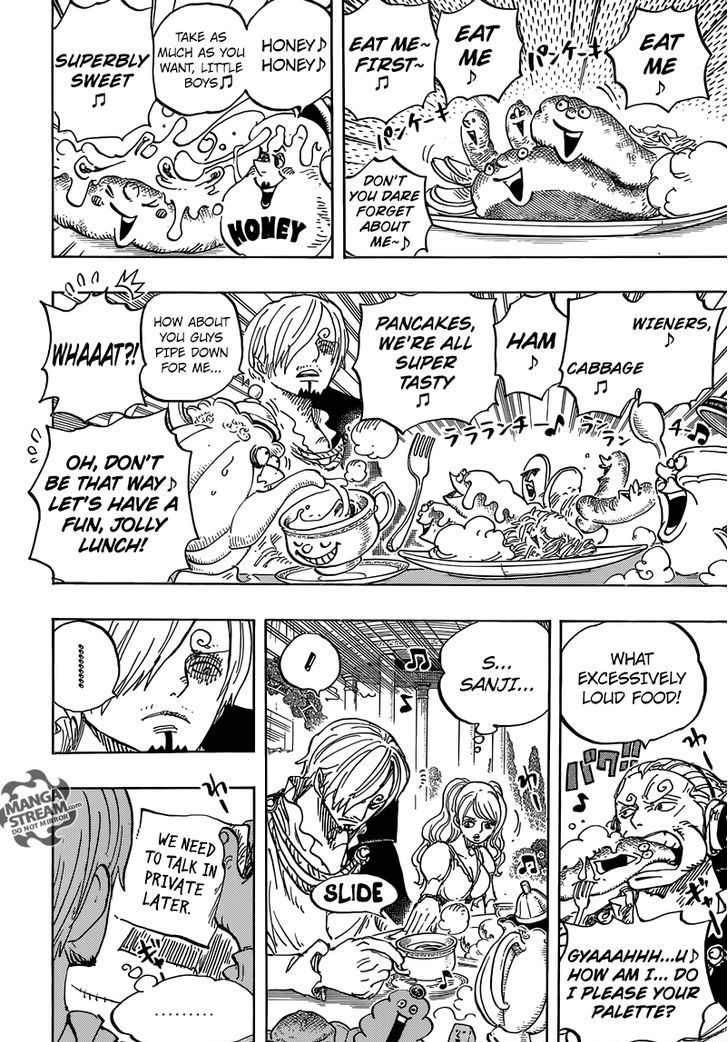 EAT
ME
♪
EAT
ME
♪
EAT ME~
FIRST~
♪
パンケーキ
パンケーキ
DON'T
YOU DARE
FORGET
ABOUT
ME~♪
HONEY♪
HONEY♪
TAKE AS
MUCH AS YOU
WANT, LITTLE
BOYS♫
SUPERBLY
SWEET
♫
HONEY
WIENERS,
♪
CABBAGE
♫
HAM
♪
PANCAKES,
WE'RE ALL
SUPER
TASTY
♫
ラララランチー♪
ランラン
HOW ABOUT
YOU GUYS
PIPE DOWN
FOR ME...
WHAAAT?!
OH, DON'T
BE THAT WAY♪
LET'S HAVE A
FUN, JOLLY
LUNCH!
WHAT
EXCESSIVELY
LOUD FOOD!
バクッ
GYAAAHHH...U♪
HOW AM I... DO
I PLEASE YOUR
PALETTE?
S...
SANJI...
!
SLIDE
.........
WE NEED
TO TALK IN
PRIVATE
LATER.
.........
MANGA
STREAM.com
DO NOT MIRROR